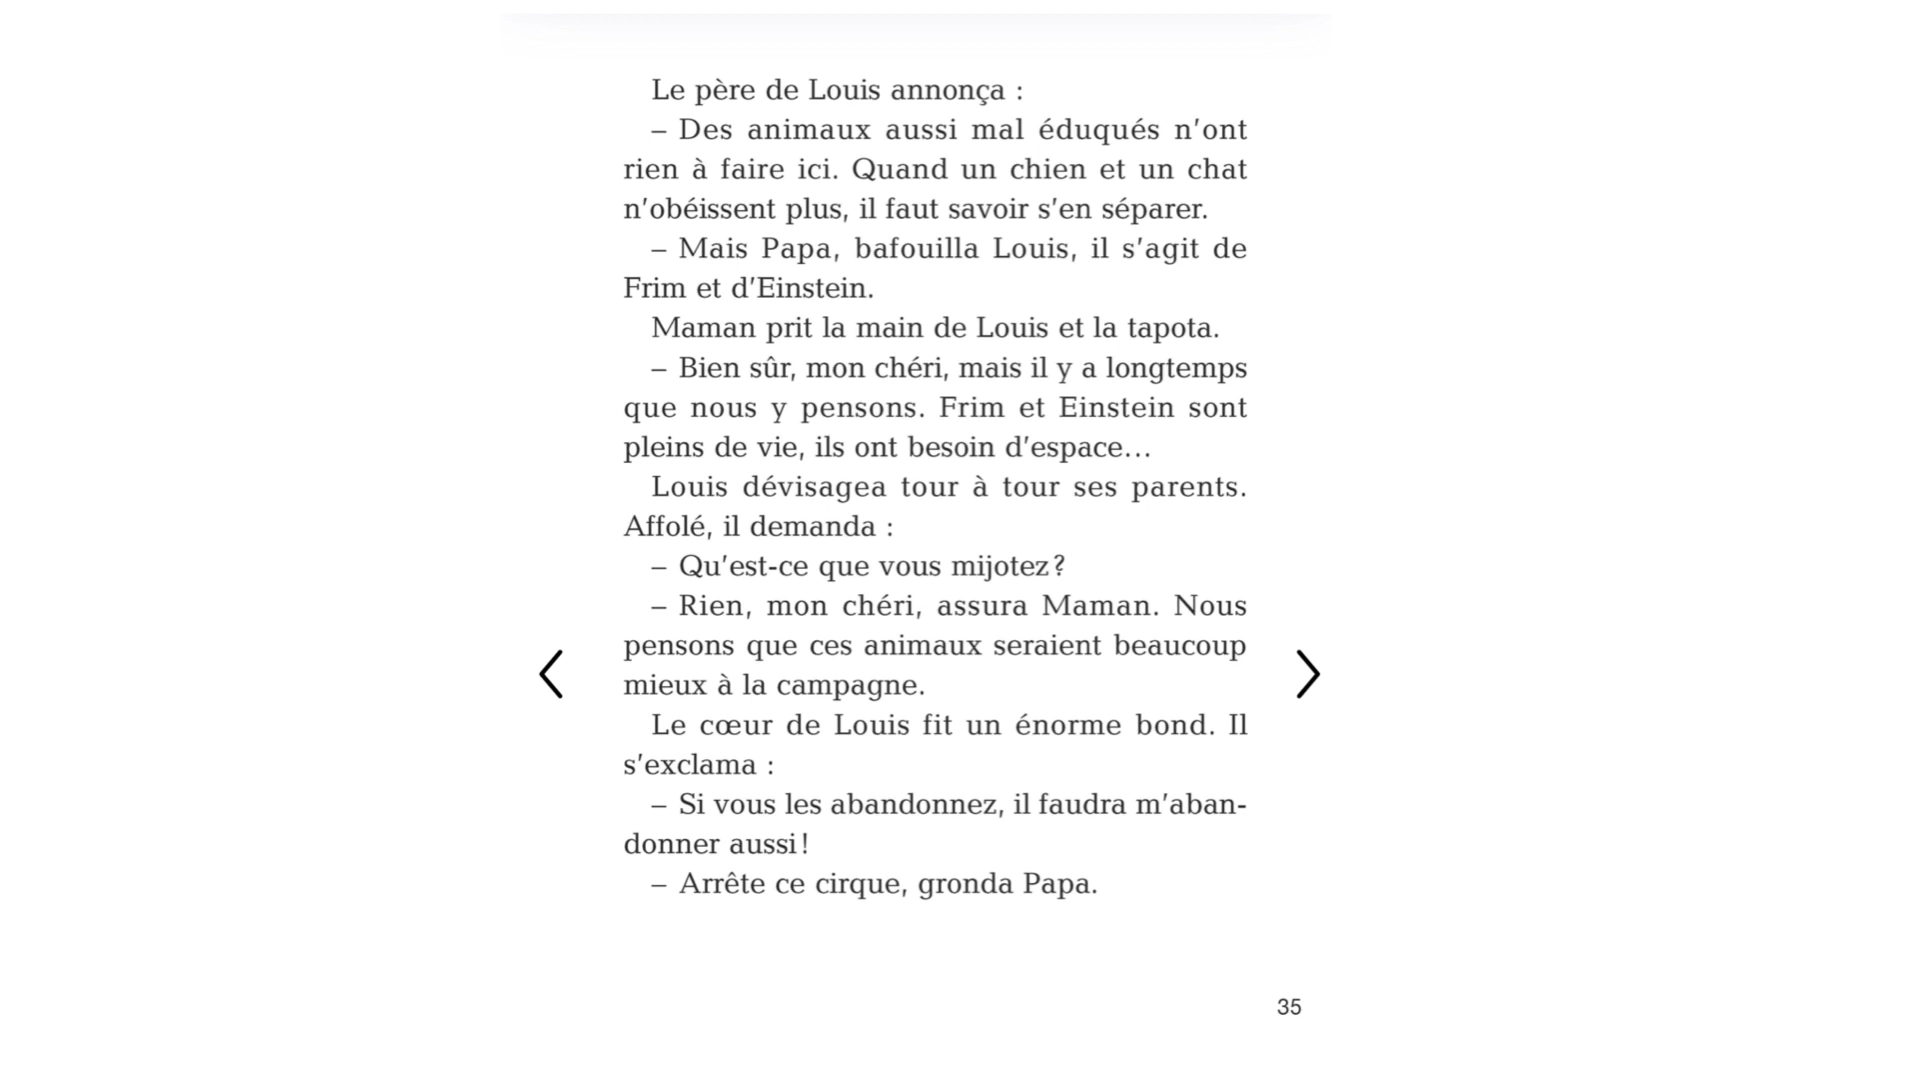 Le père de Louis annonça :
– Des animaux aussi mal éduqués n’ont
rien à faire ici. Quand un chien et un chat
n’obéissent plus, il faut savoir s’en séparer.
– Mais Papa, bafouilla Louis, il s’agit de
Frim et d’Einstein.
Maman prit la main de Louis et la tapota.
– Bien sûr, mon chéri, mais il y a longtemps
que nous y pensons. Frim et Einstein sont
pleins de vie, ils ont besoin d’espace…
Louis dévisagea tour à tour ses parents.
Affolé, il demanda :
– Qu’est-ce que vous mijotez ?
– Rien, mon chéri, assura Maman. Nous
pensons que ces animaux seraient beaucoup
mieux à la campagne.
Le cœur de Louis fit un énorme bond. Il
s’exclama :
– Si vous les abandonnez, il faudra m’aban-
donner aussi !
– Arrête ce cirque, gronda Papa.
35